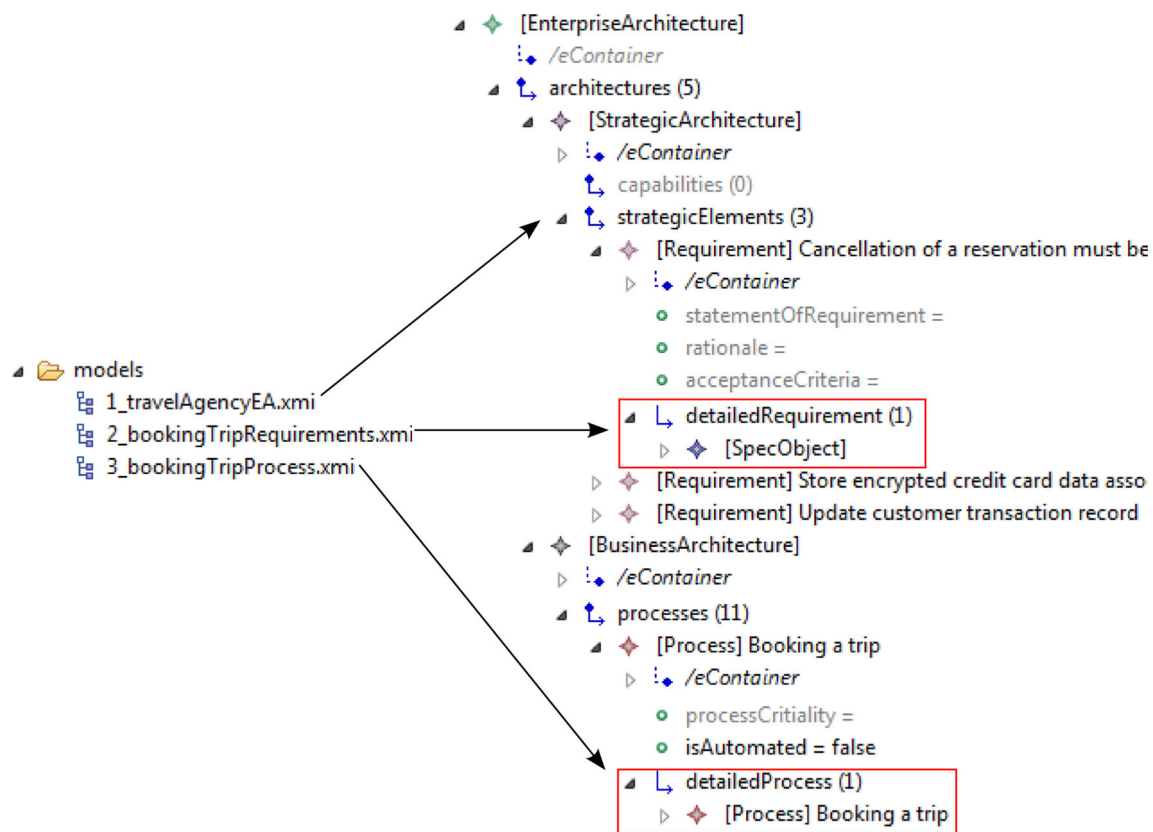 [EnterpriseArchitecture]
/eContainer
architectures (5)
[StrategicArchitecture]
/eContainer
capabilities (0)
strategicElements (3)
[Requirement] Cancellation of a reservation must be
/eContainer
statementOfRequirement =
rationale =
acceptanceCriteria =
detailedRequirement (1)
[SpecObject]
[Requirement] Store encrypted credit card data asso
[Requirement] Update customer transaction record
[BusinessArchitecture]
/eContainer
processes (11)
[Process] Booking a trip
/eContainer
processCritiality =
isAutomated = false
detailedProcess (1)
[Process] Booking a trip
models
1_travelAgencyEA.xmi
2_bookingTripRequirements.xmi
3_bookingTripProcess.xmi